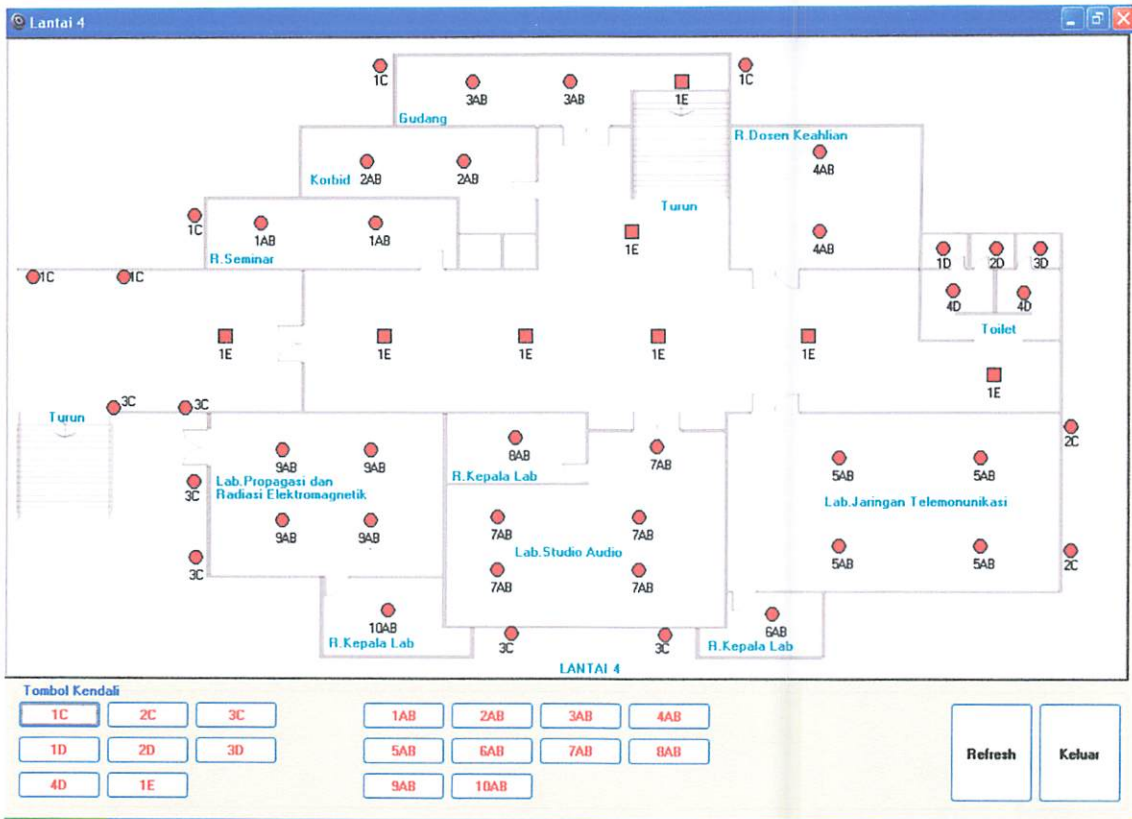 Lantai 4
1C
3AB
3AB
1E
1C
Gudang
R.Dosen Keahlian
Korbid
2AB
2AB
4AB
Turun
1C
1AB
1AB
1E
4AB
R.Seminar
1D
2D
3D
1C
1C
4D
4D
Toilet
1E
1E
1E
1E
1E
1E
Turun
3C
3C
2C
9AB
9AB
8AB
7AB
R.Kepala Lab
5AB
5AB
Lab.Propagasi dan
Radiasi Elektromagnetik
3C
Lab.Jaringan Telemonunikasi
9AB
9AB
7AB
7AB
Lab.Studio Audio
3C
7AB
7AB
5AB
5AB
2C
10AB
R.Kepala Lab
3C
3C
6AB
R.Kepala Lab
LANTAI 4
Tombol Kendali
1C 2C 3C
1D 2D 3D
4D 1E
1AB 2AB 3AB 4AB
5AB 6AB 7AB 8AB
9AB 10AB
Refresh
Keluar